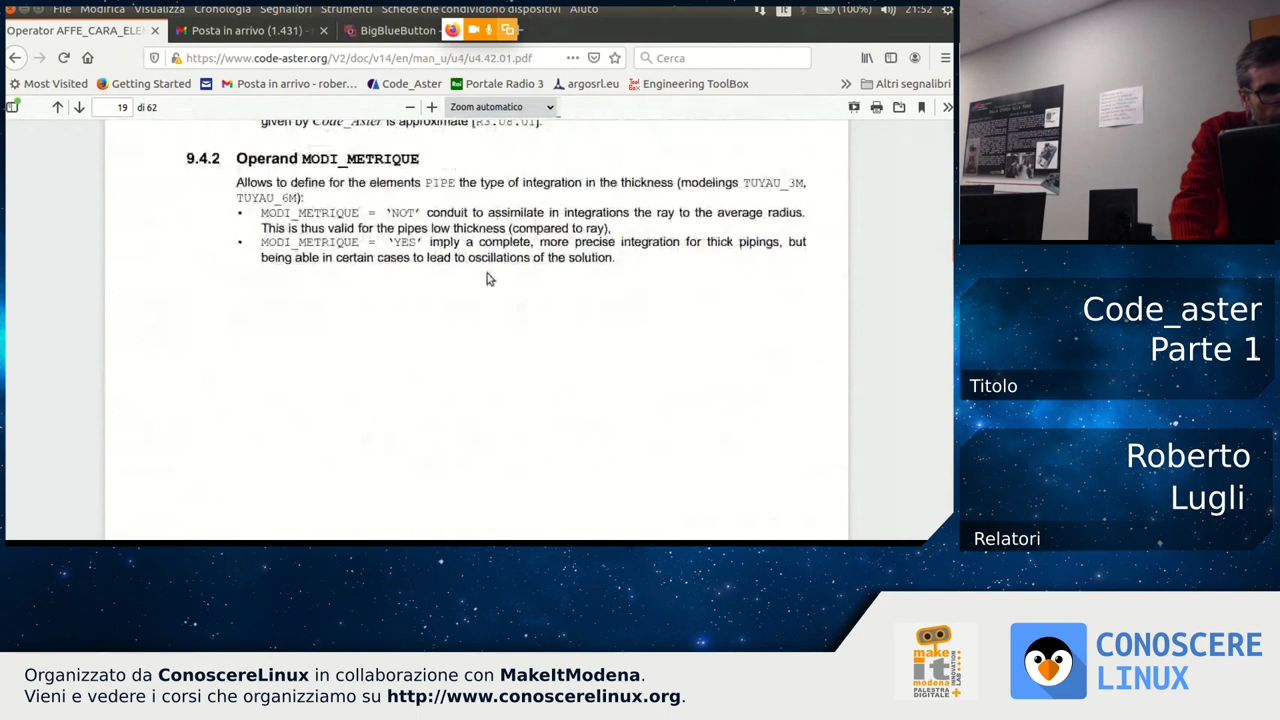 File Modifica Visualizza Cronologia Segnalibri Strumenti Schede che condividono dispositivi Aiuto
It (100%) 21:52
Operator AFFE_CARA_ELE
Posta in arrivo (1.431) -
BigBlueButton -
https://www.code-aster.org/V2/doc/v14/en/man_u/u4/u4.42.01.pdf
Cerca
Most Visited Getting Started Posta in arrivo - rober... Code_Aster Portale Radio 3 argosrl.eu Engineering ToolBox Altri segnalibri
19 di 62
Zoom automatico
given by Code_Aster is approximate [R3.08.01].
9.4.2 Operand MODI_METRIQUE
Allows to define for the elements PIPE the type of integration in the thickness (modelings TUYAU_3M,
TUYAU_6M):
• MODI_METRIQUE = 'NOT' conduit to assimilate in integrations the ray to the average radius.
This is thus valid for the pipes low thickness (compared to ray),
• MODI_METRIQUE = 'YES' imply a complete, more precise integration for thick pipings, but
being able in certain cases to lead to oscillations of the solution.
Code_aster
Parte 1
Titolo
Roberto
Lugli
Relatori
make
it
modena
PALESTRA
DIGITALE
CONOSCERE
LINUX
Organizzato da ConoscereLinux in collaborazione con MakeItModena.
Vieni e vedere i corsi che organizziamo su http://www.conoscerelinux.org.